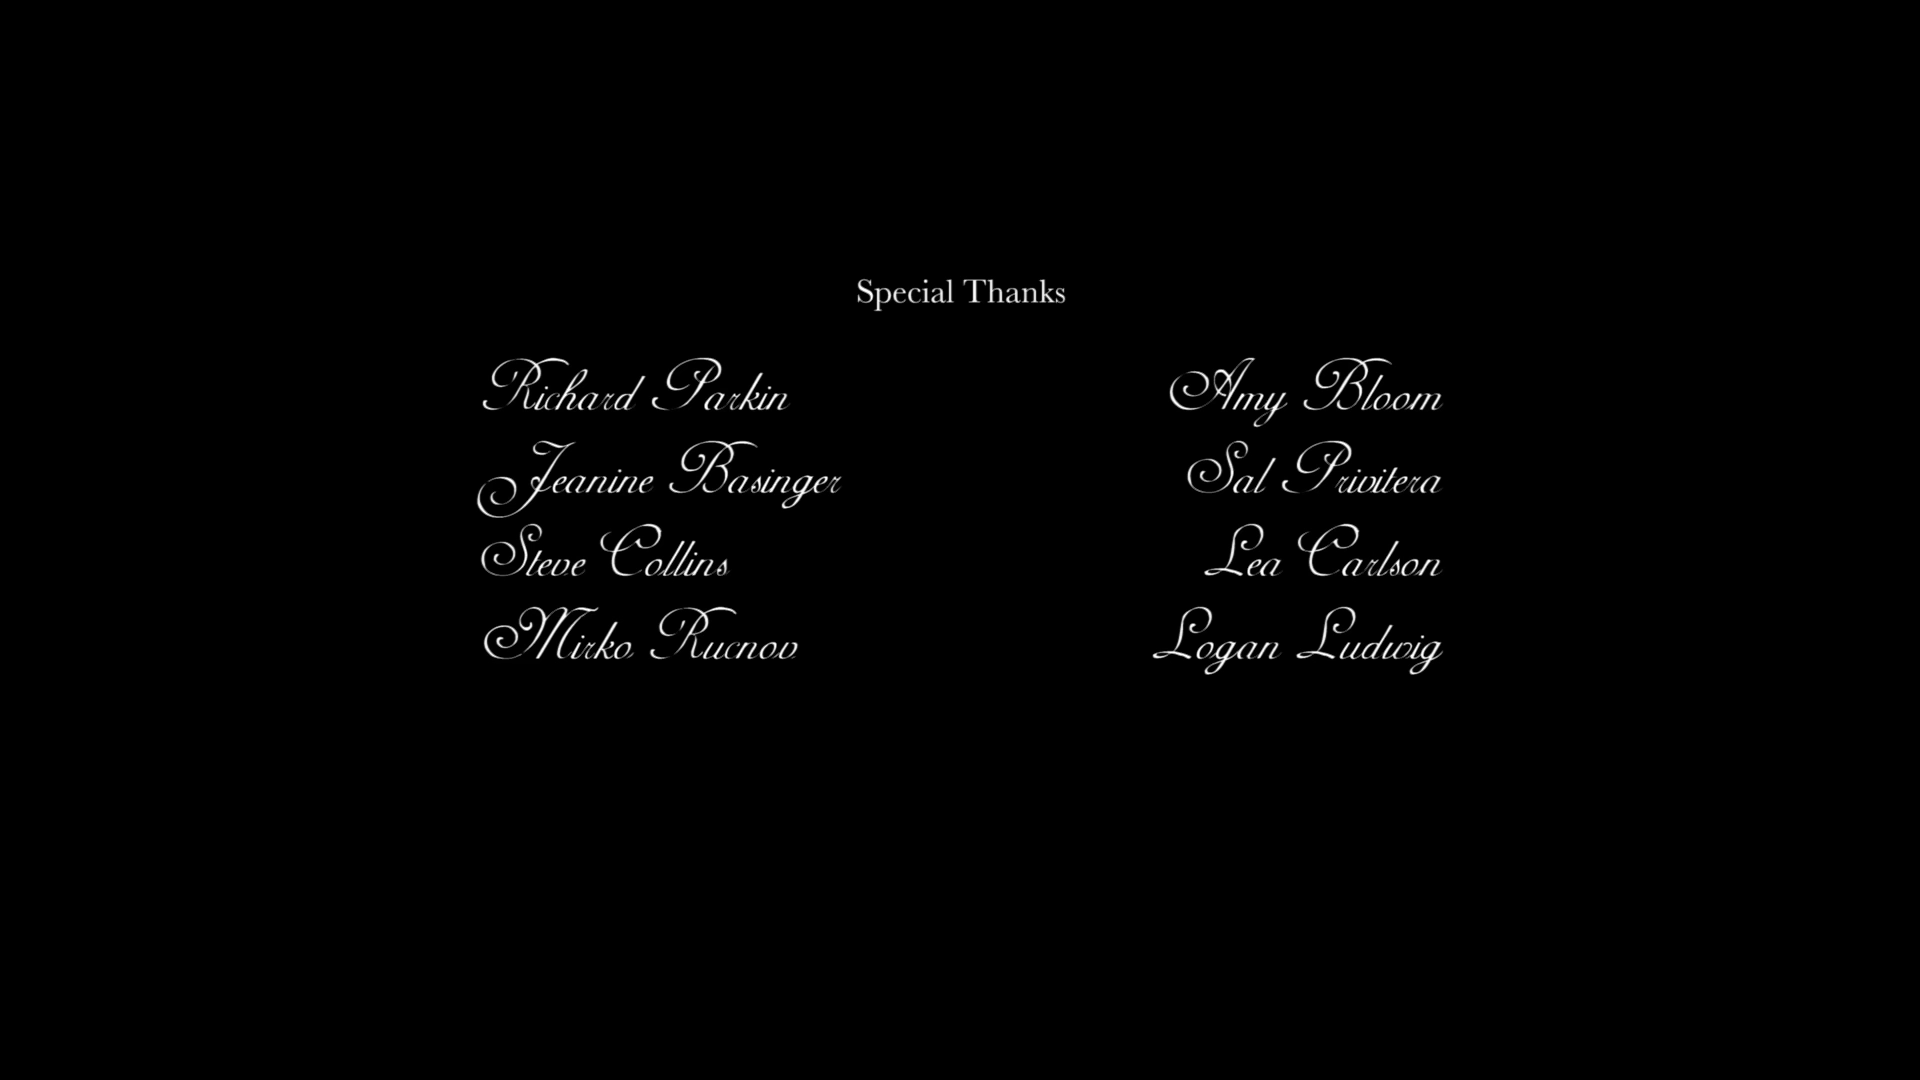 Special Thanks
Richard Parkin Amy Bloom
Jeanine Basinger Sal Privitera
Steve Collins Lea Carlson
Mirko Rucnov Logan Ludwig